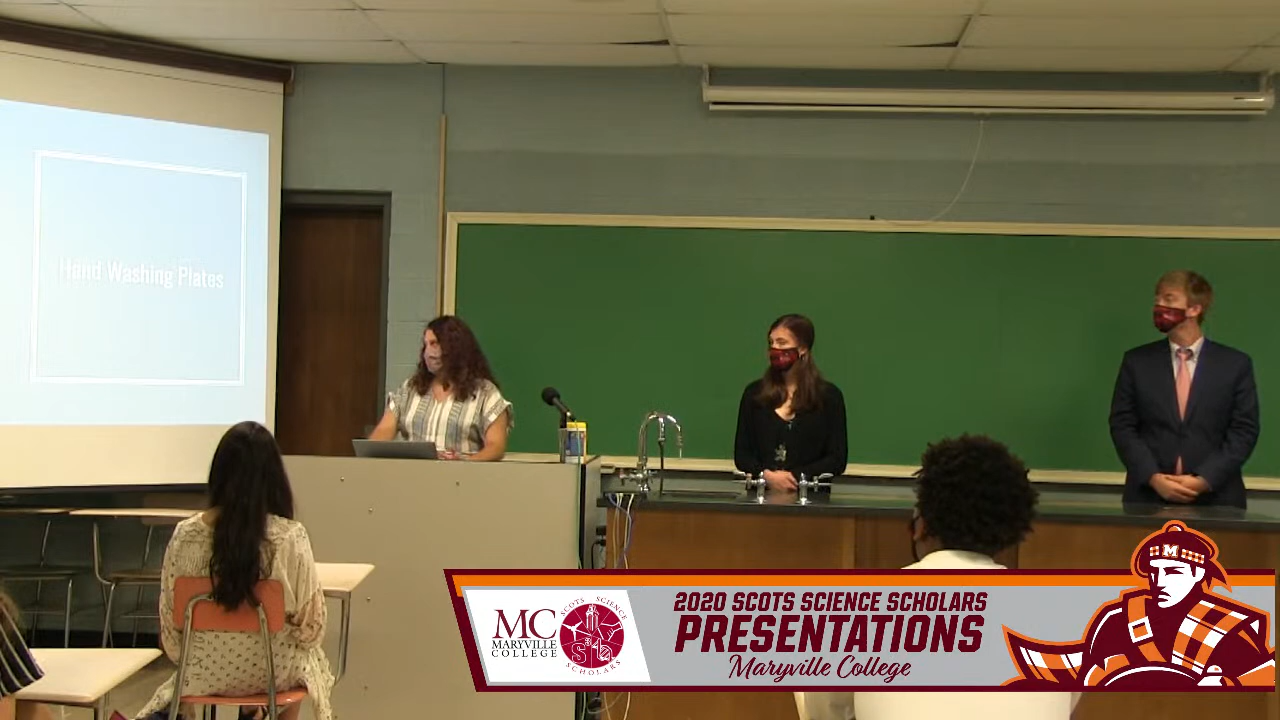 Hand Washing Plates
2020 SCOTS SCIENCE SCHOLARS
PRESENTATIONS
Maryville College
MC
MARYVILLE
COLLEGE
SCOTS SCIENCE
SCHOLARS
M